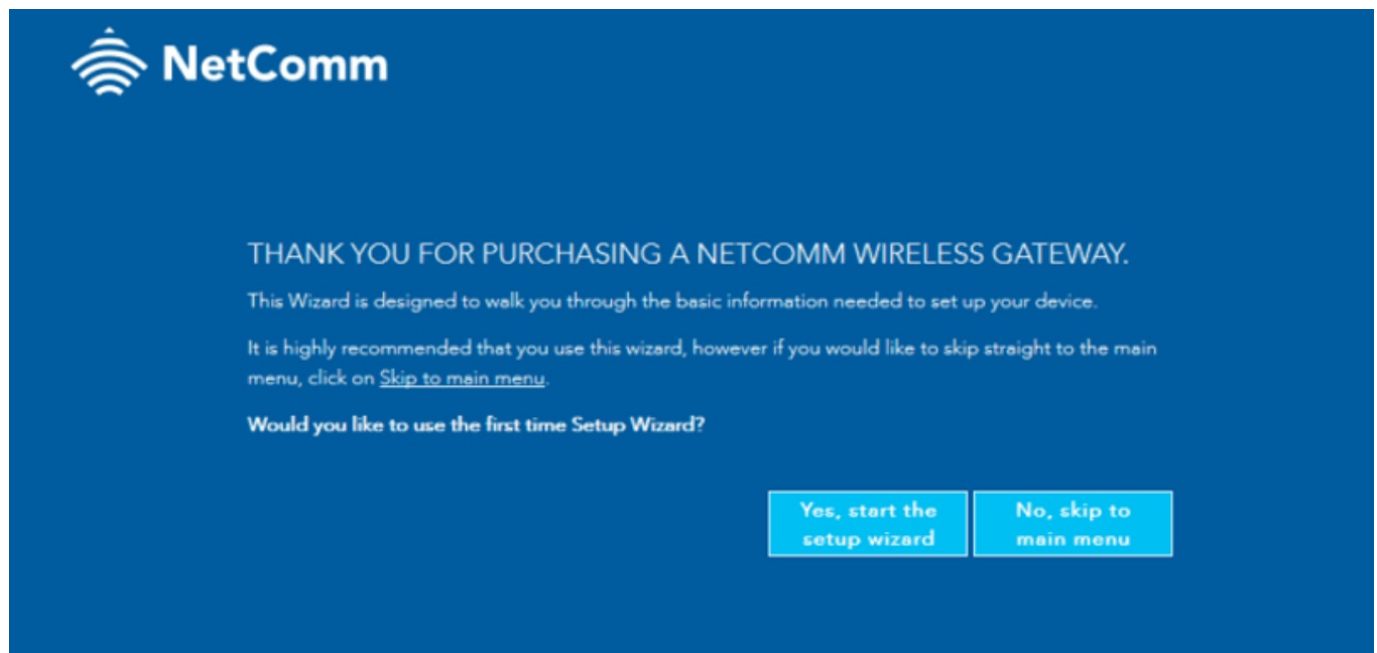 NetComm
THANK YOU FOR PURCHASING A NETCOMM WIRELESS GATEWAY.
This Wizard is designed to walk you through the basic information needed to set up your device.
It is highly recommended that you use this wizard, however if you would like to skip straight to the main
menu, click on Skip to main menu.
Would you like to use the first time Setup Wizard?
Yes, start the
setup wizard
No, skip to
main menu